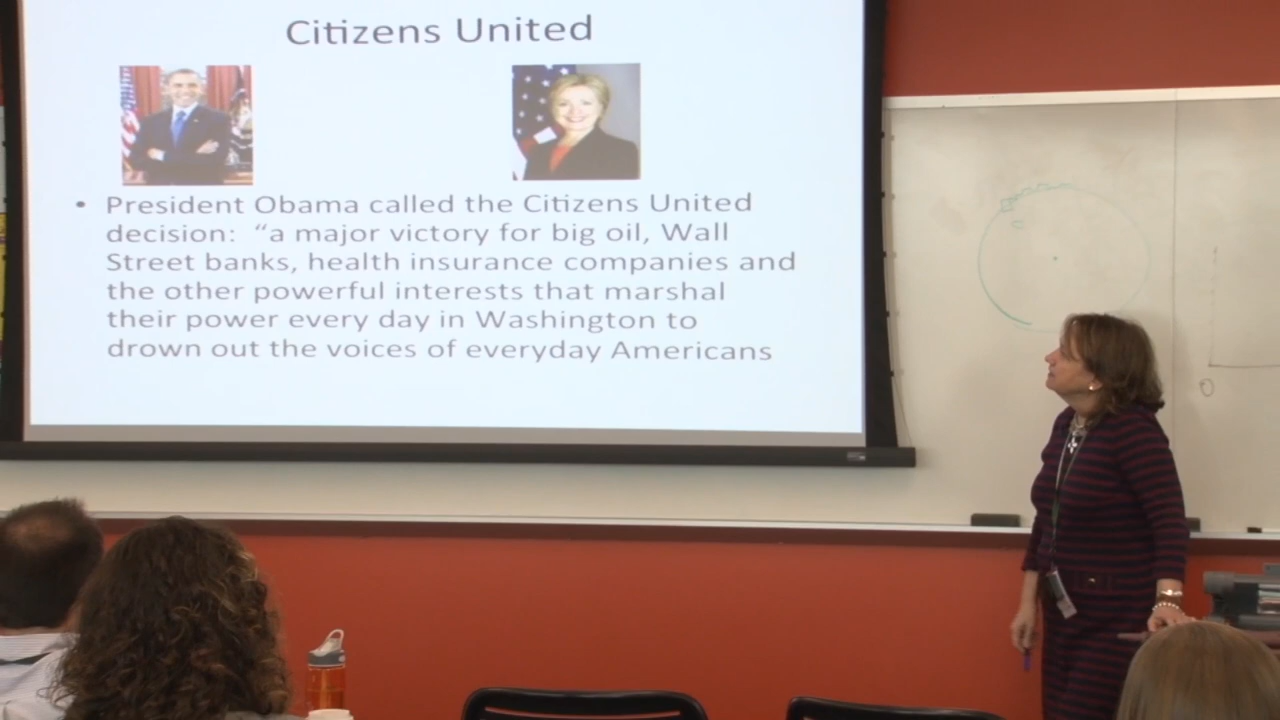 Citizens United
• President Obama called the Citizens United
decision: “a major victory for big oil, Wall
Street banks, health insurance companies and
the other powerful interests that marshal
their power every day in Washington to
drown out the voices of everyday Americans